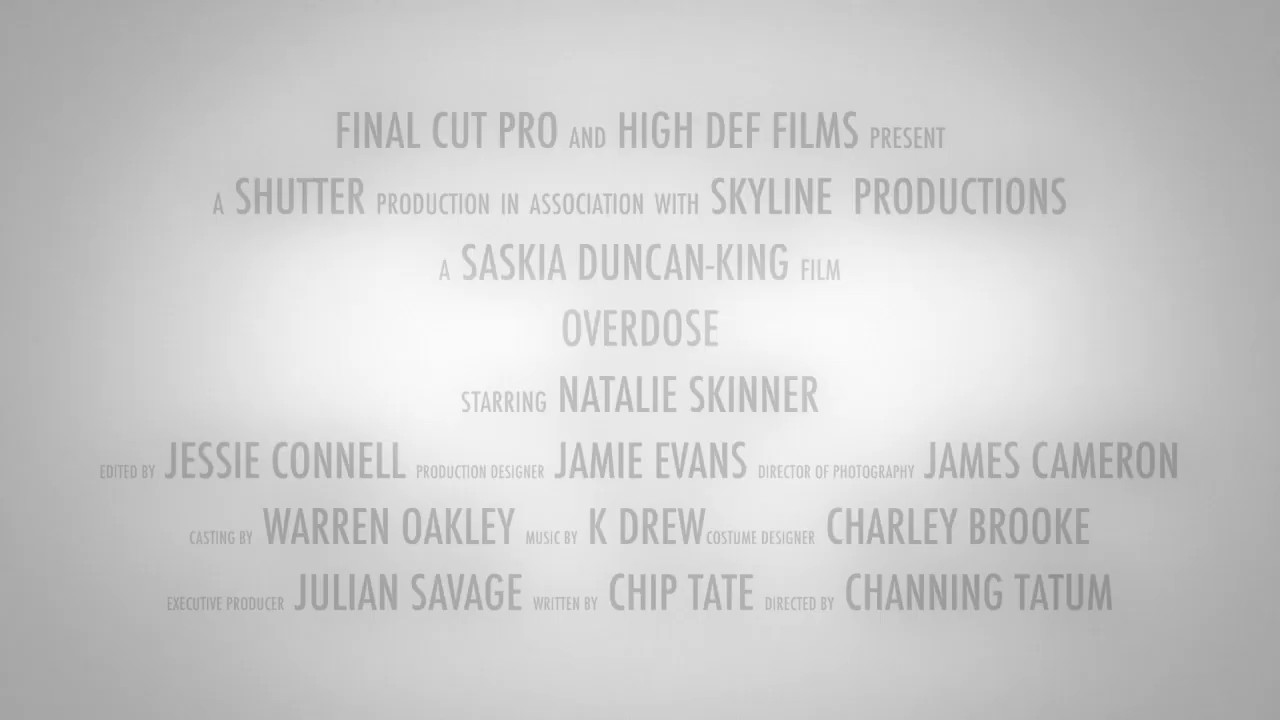 FINAL CUT PRO AND HIGH DEF FILMS PRESENT
A SHUTTER PRODUCTION IN ASSOCIATION WITH SKYLINE PRODUCTIONS
A SASKIA DUNCAN-KING FILM
OVERDOSE
STARRING NATALIE SKINNER
EDITED BY JESSIE CONNELL PRODUCTION DESIGNER JAMIE EVANS DIRECTOR OF PHOTOGRAPHY JAMES CAMERON
CASTING BY WARREN OAKLEY MUSIC BY K DREW COSTUME DESIGNER CHARLEY BROOKE
EXECUTIVE PRODUCER JULIAN SAVAGE WRITTEN BY CHIP TATE DIRECTED BY CHANNING TATUM